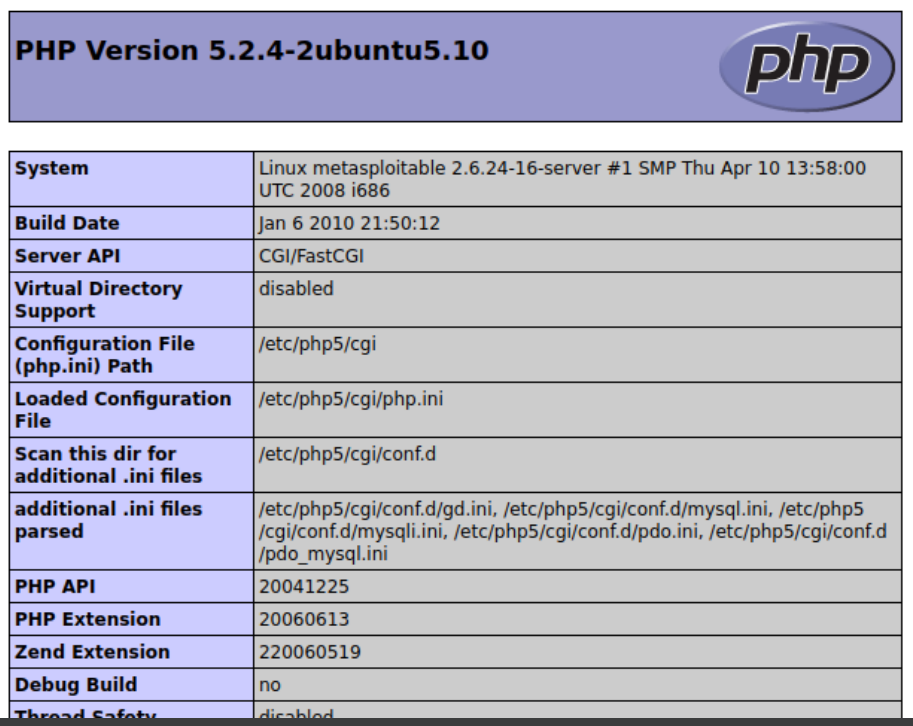 PHP Version 5.2.4-2ubuntu5.10
php
System
Linux metasploitable 2.6.24-16-server #1 SMP Thu Apr 10 13:58:00
UTC 2008 i686
Build Date
Jan 6 2010 21:50:12
Server API
CGI/FastCGI
Virtual Directory
Support
disabled
Configuration File
(php.ini) Path
/etc/php5/cgi
Loaded Configuration
File
/etc/php5/cgi/php.ini
Scan this dir for
additional .ini files
/etc/php5/cgi/conf.d
additional .ini files
parsed
/etc/php5/cgi/conf.d/gd.ini, /etc/php5/cgi/conf.d/mysql.ini, /etc/php5
/cgi/conf.d/mysqli.ini, /etc/php5/cgi/conf.d/pdo.ini, /etc/php5/cgi/conf.d
/pdo_mysql.ini
PHP API
20041225
PHP Extension
20060613
Zend Extension
220060519
Debug Build
no
Thread Safety
disabled